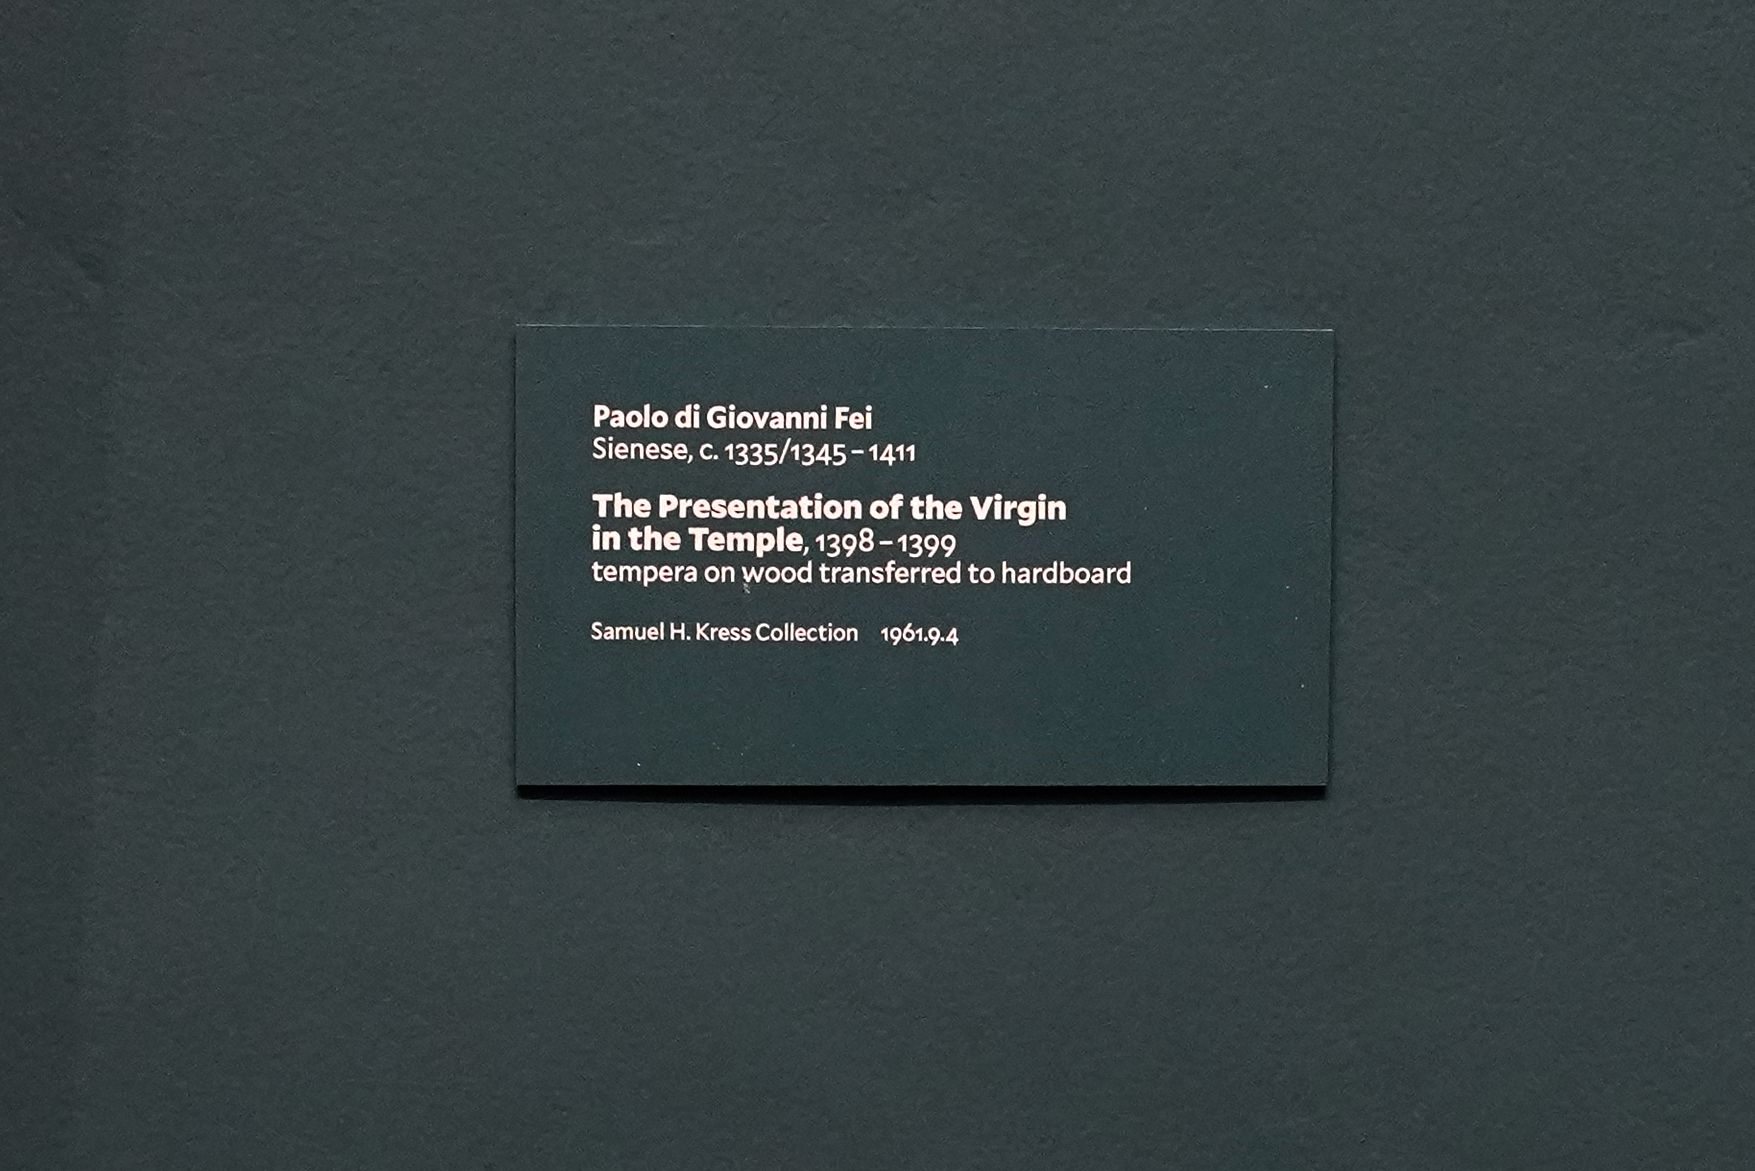 Paolo di Giovanni Fei
Sienese, c. 1335/1345 – 1411
The Presentation of the Virgin
in the Temple, 1398 – 1399
tempera on wood transferred to hardboard
Samuel H. Kress Collection 1961.9.4